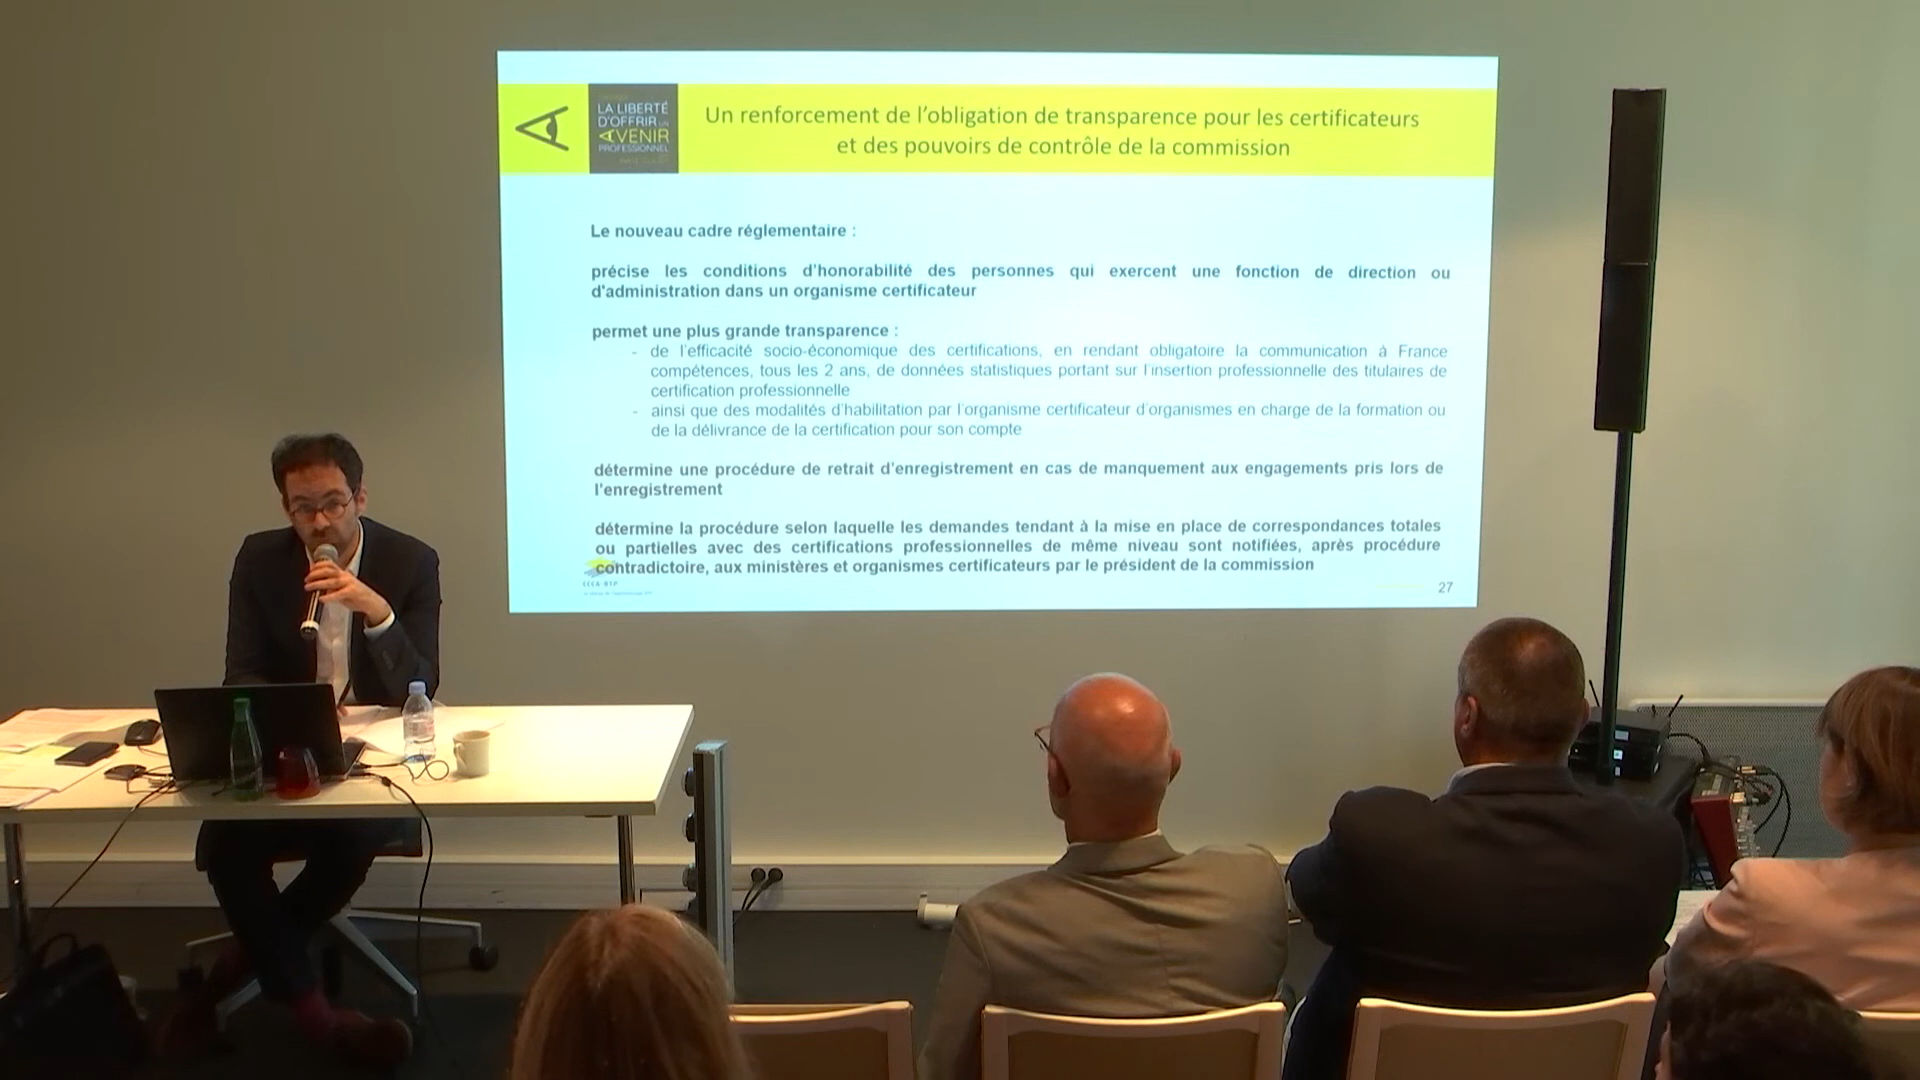 LA LIBERTÉ
D'OFFRIR UN
AVENIR
PROFESSIONNEL
Un renforcement de l'obligation de transparence pour les certificateurs
et des pouvoirs de contrôle de la commission
Le nouveau cadre réglementaire :
précise les conditions d'honorabilité des personnes qui exercent une fonction de direction ou
d'administration dans un organisme certificateur
permet une plus grande transparence :
- de l'efficacité socio-économique des certifications, en rendant obligatoire la communication à France
compétences, tous les 2 ans, de données statistiques portant sur l'insertion professionnelle des titulaires de
certification professionnelle
- ainsi que des modalités d'habilitation par l'organisme certificateur d'organismes en charge de la formation ou
de la délivrance de la certification pour son compte
détermine une procédure de retrait d'enregistrement en cas de manquement aux engagements pris lors de
l'enregistrement
détermine la procédure selon laquelle les demandes tendant à la mise en place de correspondances totales
ou partielles avec des certifications professionnelles de même niveau sont notifiées, après procédure
contradictoire, aux ministères et organismes certificateurs par le président de la commission
CCCA-BTP
27